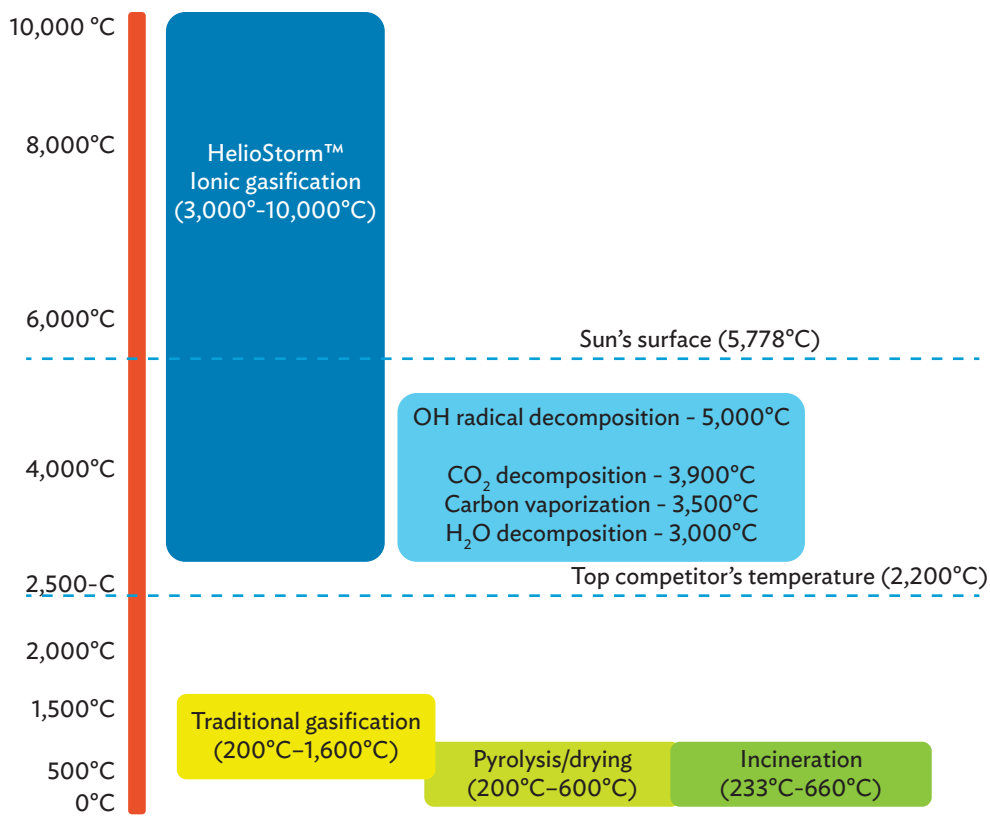 10,000 °C
8,000°C
6,000°C
4,000°C
2,500-C
2,000°C
1,500°C
500°C
0°C
HelioStorm™
Ionic gasification
(3,000°-10,000°C)
Sun's surface (5,778°C)
OH radical decomposition - 5,000°C
CO₂ decomposition - 3,900°C
Carbon vaporization - 3,500°C
H₂O decomposition - 3,000°C
Top competitor's temperature (2,200°C)
Traditional gasification
(200°C–1,600°C)
Pyrolysis/drying
(200°C–600°C)
Incineration
(233°C-660°C)